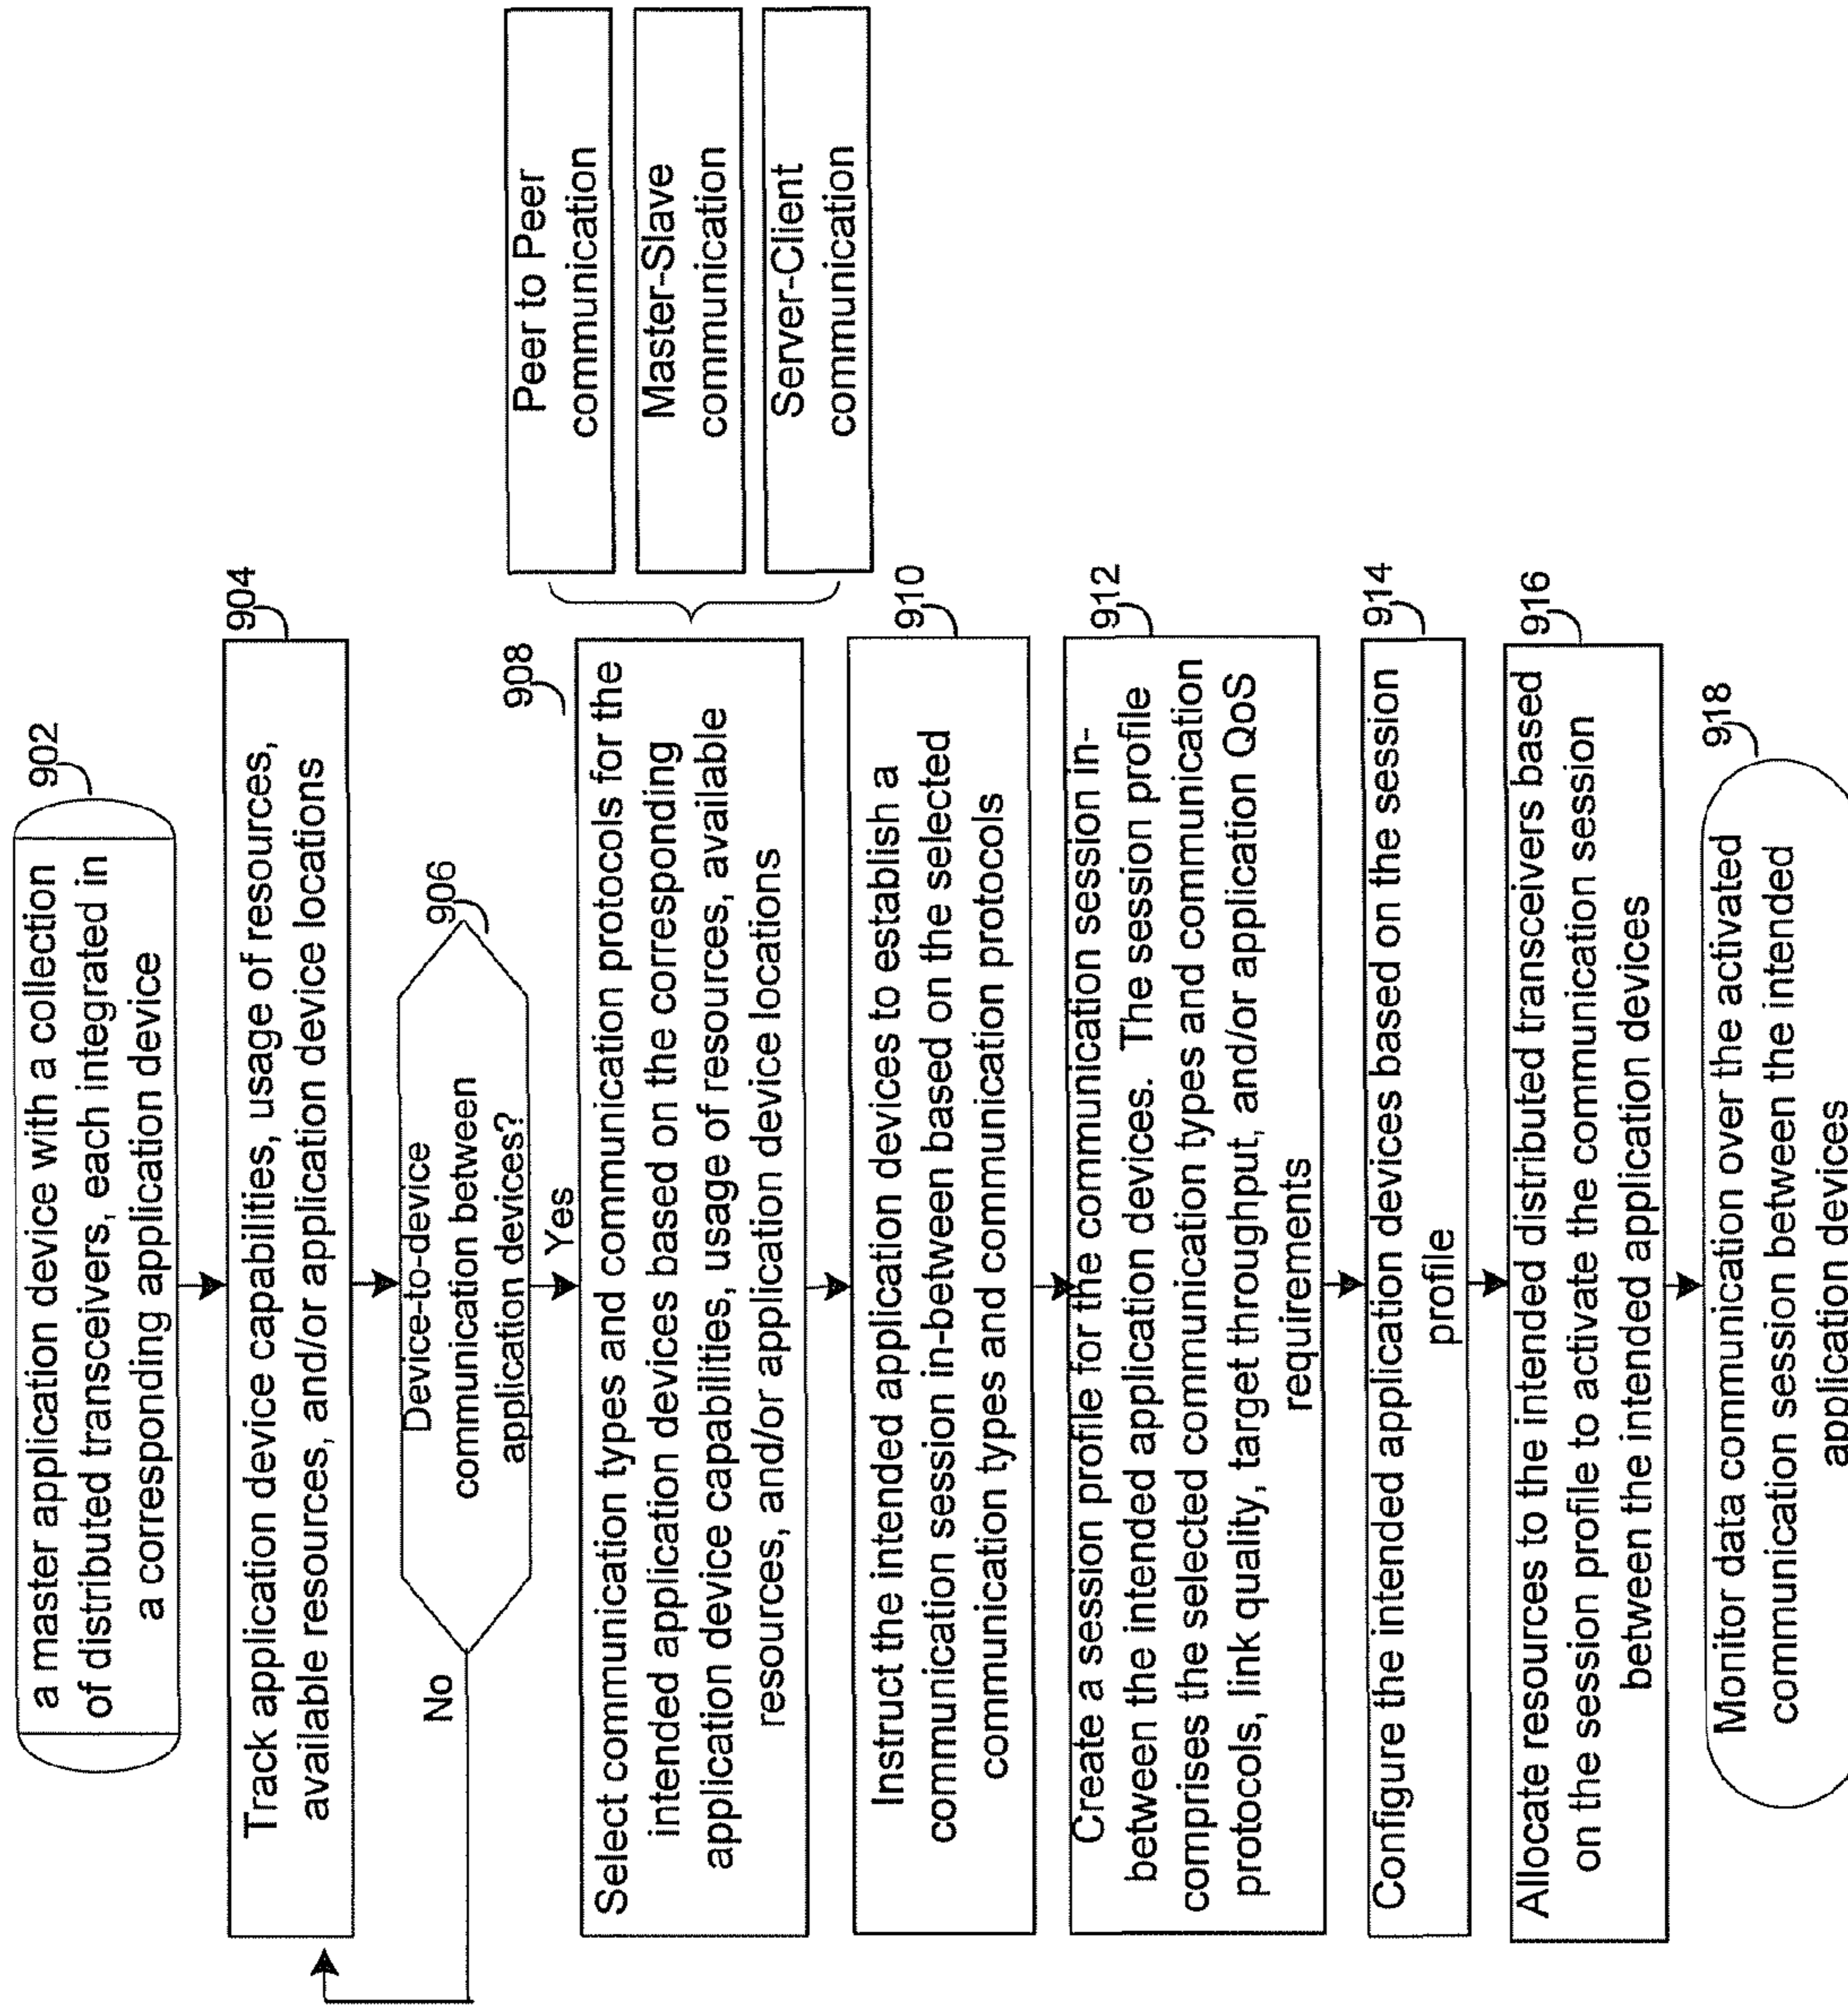 a master application device with a collection
of distributed transceivers, each integrated in
a corresponding application device
902
Track application device capabilities, usage of resources,
available resources, and/or application device locations
904
Device-to-device
communication between
application devices?
906
No
Yes
908
Select communication types and communication protocols for the
intended application devices based on the corresponding
application device capabilities, usage of resources, available
resources, and/or application device locations
Peer to Peer
communication
Master-Slave
communication
Server-Client
communication
910
Instruct the intended application devices to establish a
communication session in-between based on the selected
communication types and communication protocols
912
Create a session profile for the communication session in-
between the intended application devices. The session profile
comprises the selected communication types and communication
protocols, link quality, target throughput, and/or application QoS
requirements
914
Configure the intended application devices based on the session
profile
916
Allocate resources to the intended distributed transceivers based
on the session profile to activate the communication session
between the intended application devices
918
Monitor data communication over the activated
communication session between the intended
application devices